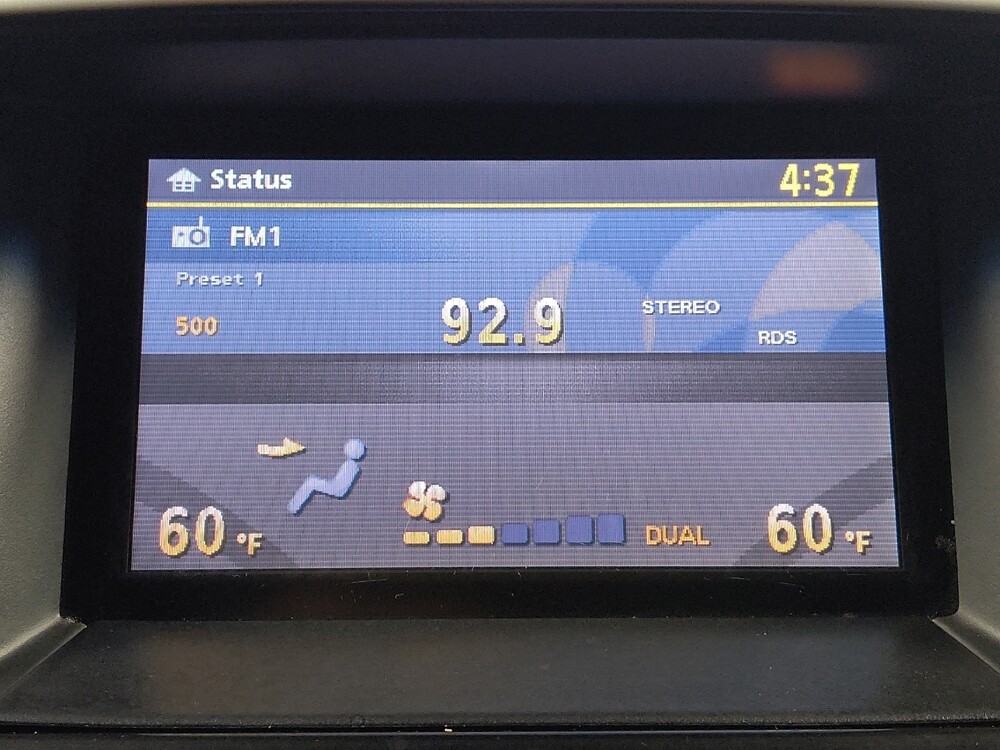 Status 4:37
FM1
Preset 1
500 92.9 STEREO
RDS
60 °F DUAL 60 °F